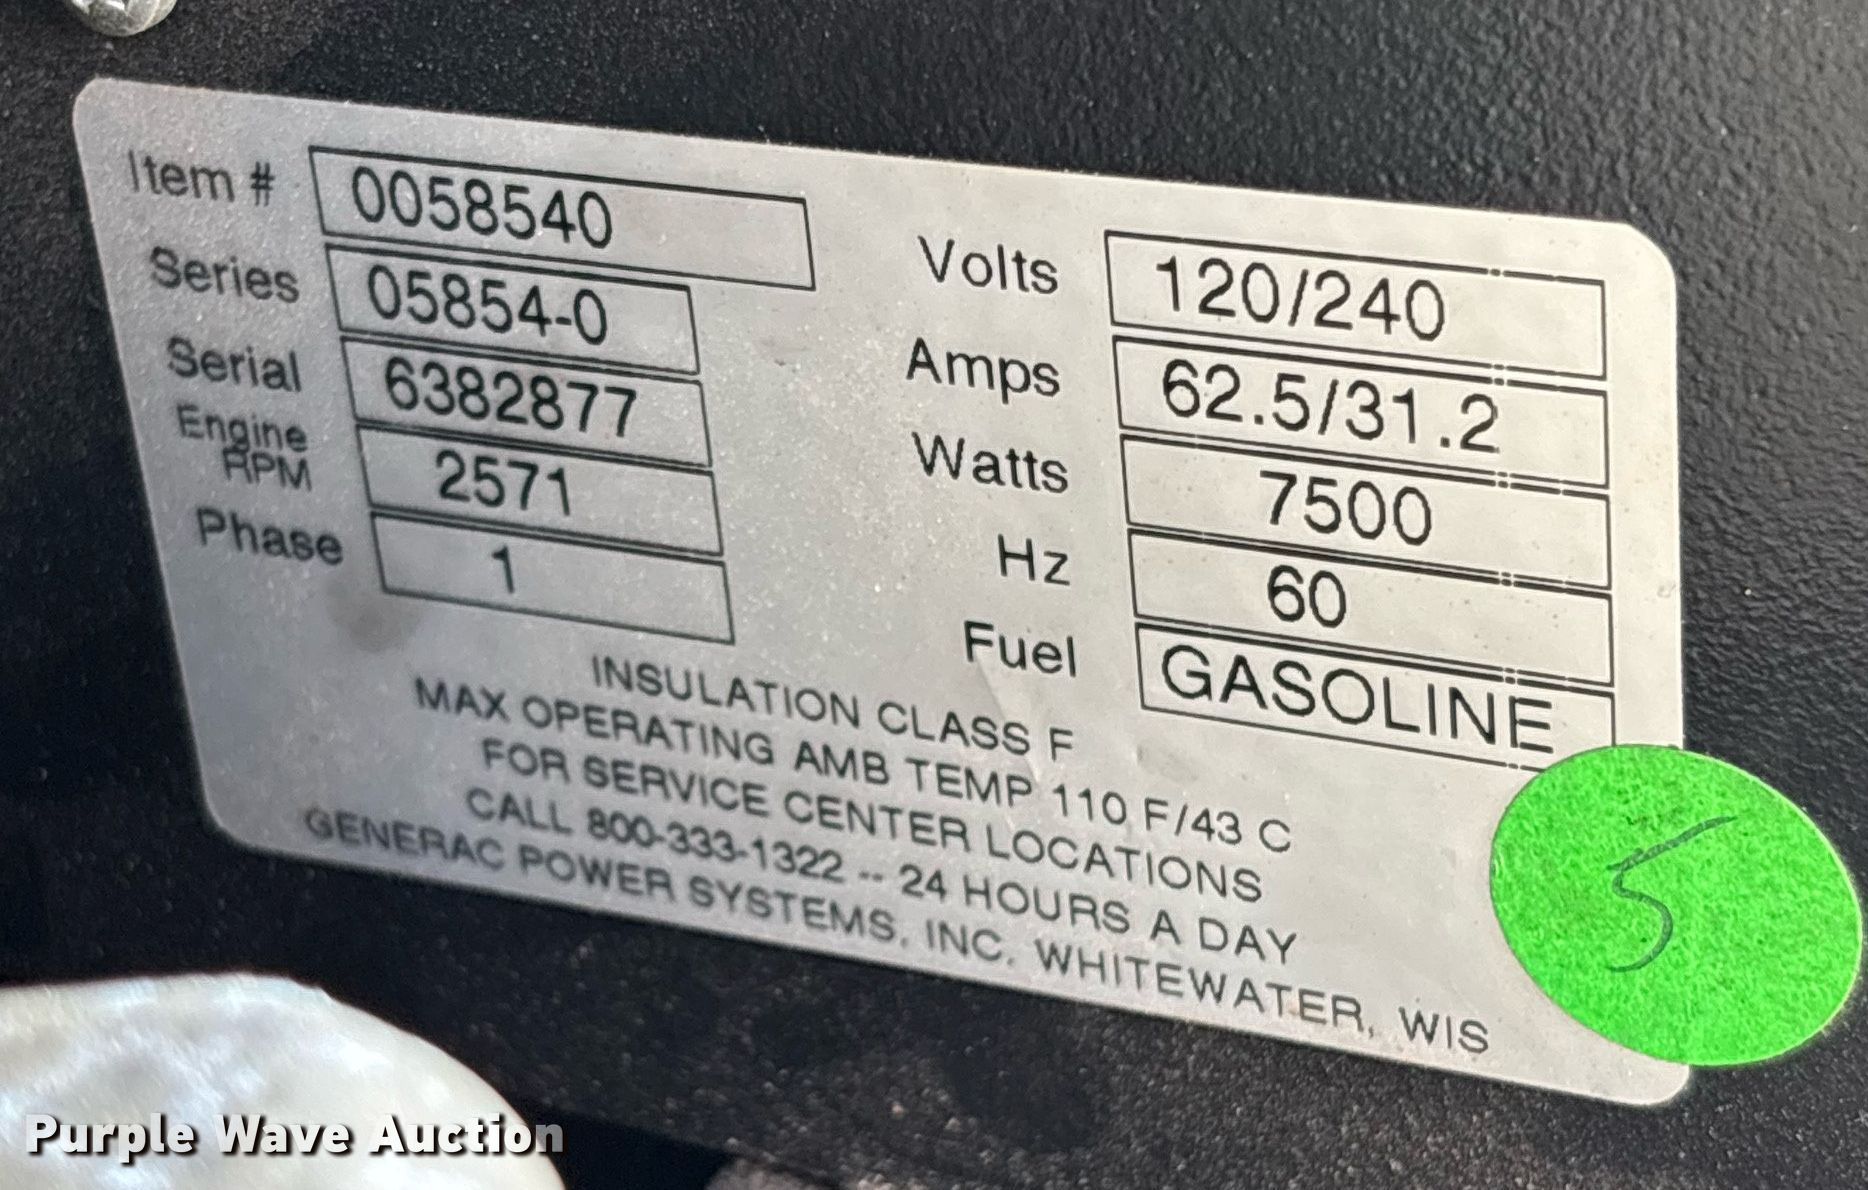 Item # 0058540
Series 05854-0
Serial 6382877
Engine RPM 2571
Phase 1
Volts 120/240
Amps 62.5/31.2
Watts 7500
Hz 60
Fuel GASOLINE
INSULATION CLASS F
MAX OPERATING AMB TEMP 110 F/43 C
FOR SERVICE CENTER LOCATIONS
CALL 800-333-1322 -- 24 HOURS A DAY
GENERAC POWER SYSTEMS, INC. WHITEWATER, WIS
5
Purple Wave Auction